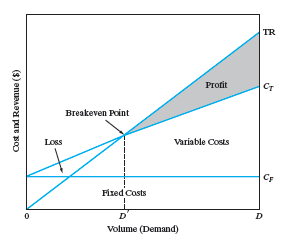 TR
Profit
C_T
Breakeven Point
Loss
Variable Costs
C_F
Fixed Costs
Cost and Revenue ($)
0
D'
D
Volume (Demand)